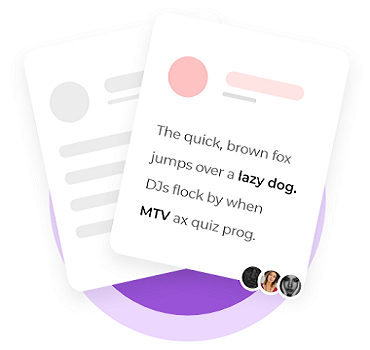 The quick, brown fox
jumps over a lazy dog.
DJs flock by when
MTV ax quiz prog.